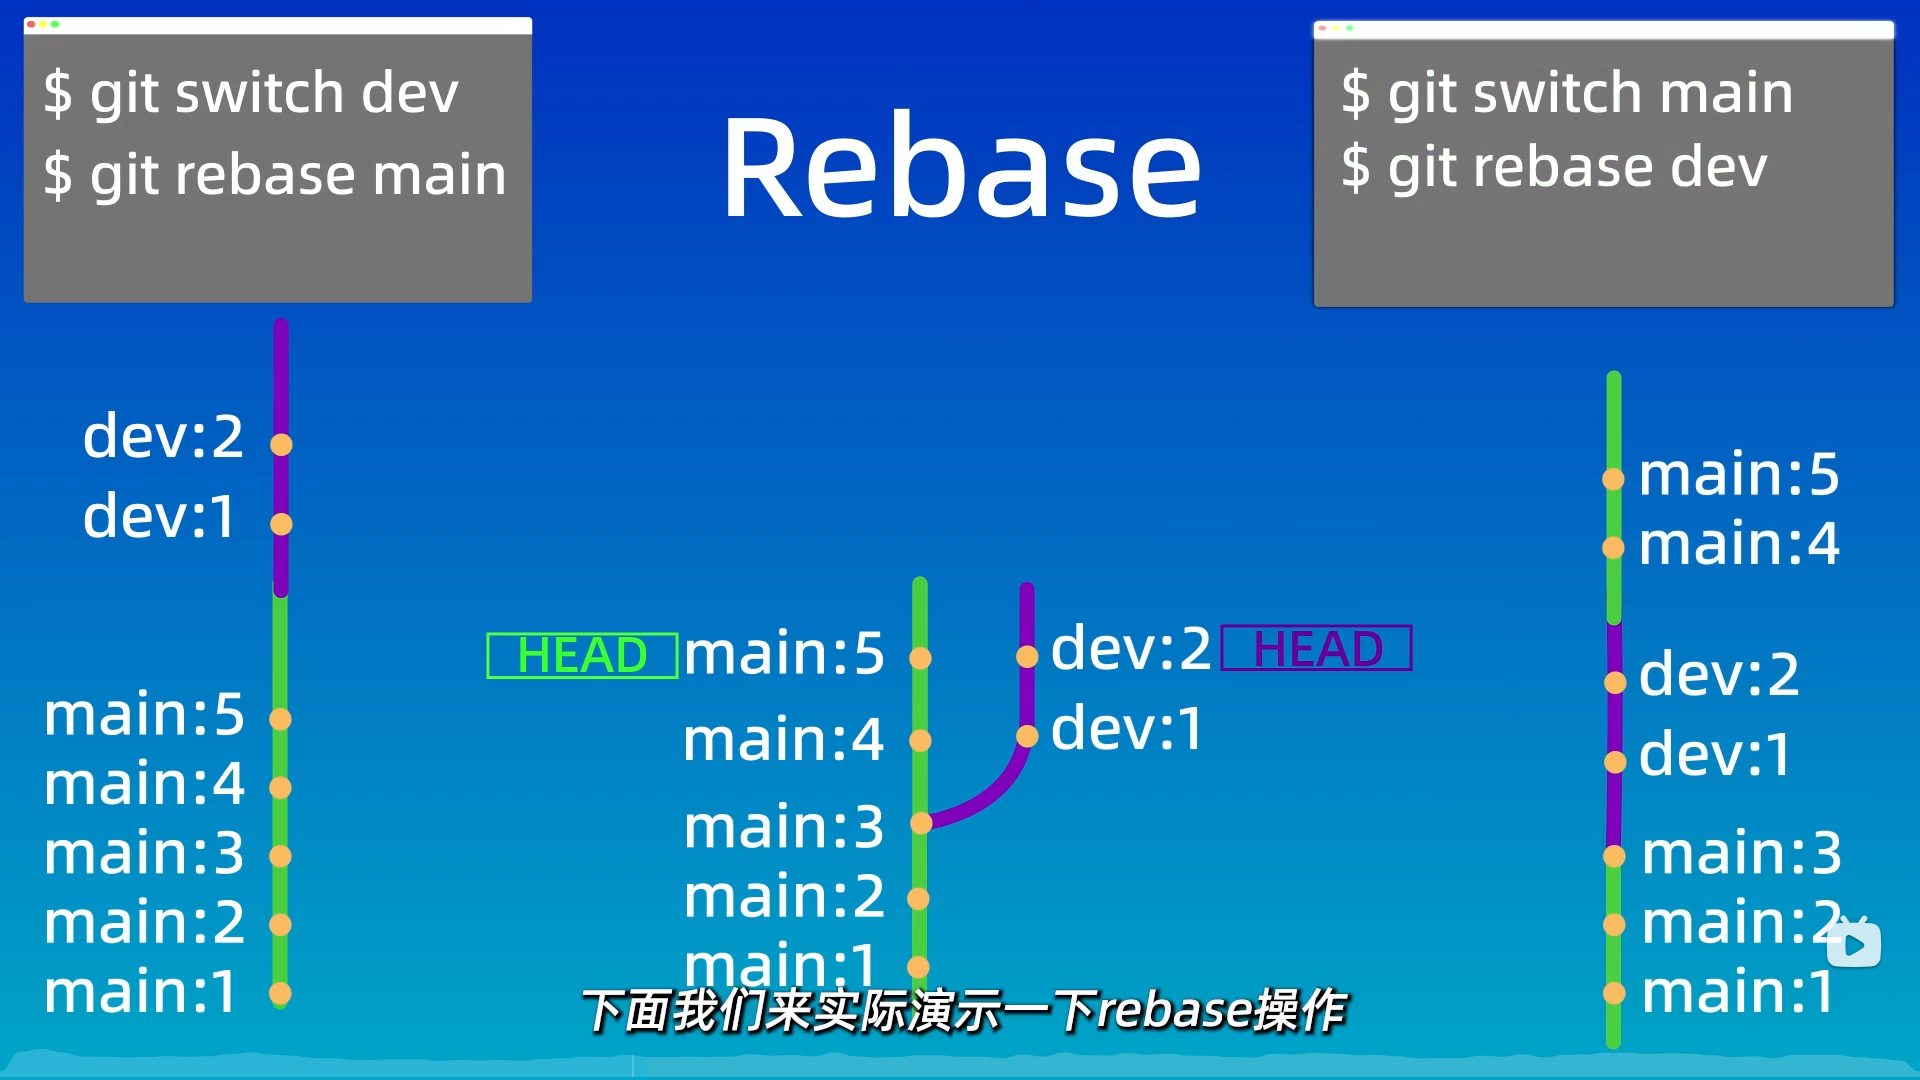 $ git switch dev
$ git rebase main
Rebase
$ git switch main
$ git rebase dev
dev:2
dev:1
main:5
main:4
main:3
main:2
main:1
HEAD
main:5
main:4
main:3
main:2
main:1
dev:2
HEAD
dev:1
main:5
main:4
dev:2
dev:1
main:3
main:2
main:1
下面我们来实际演示一下rebase操作